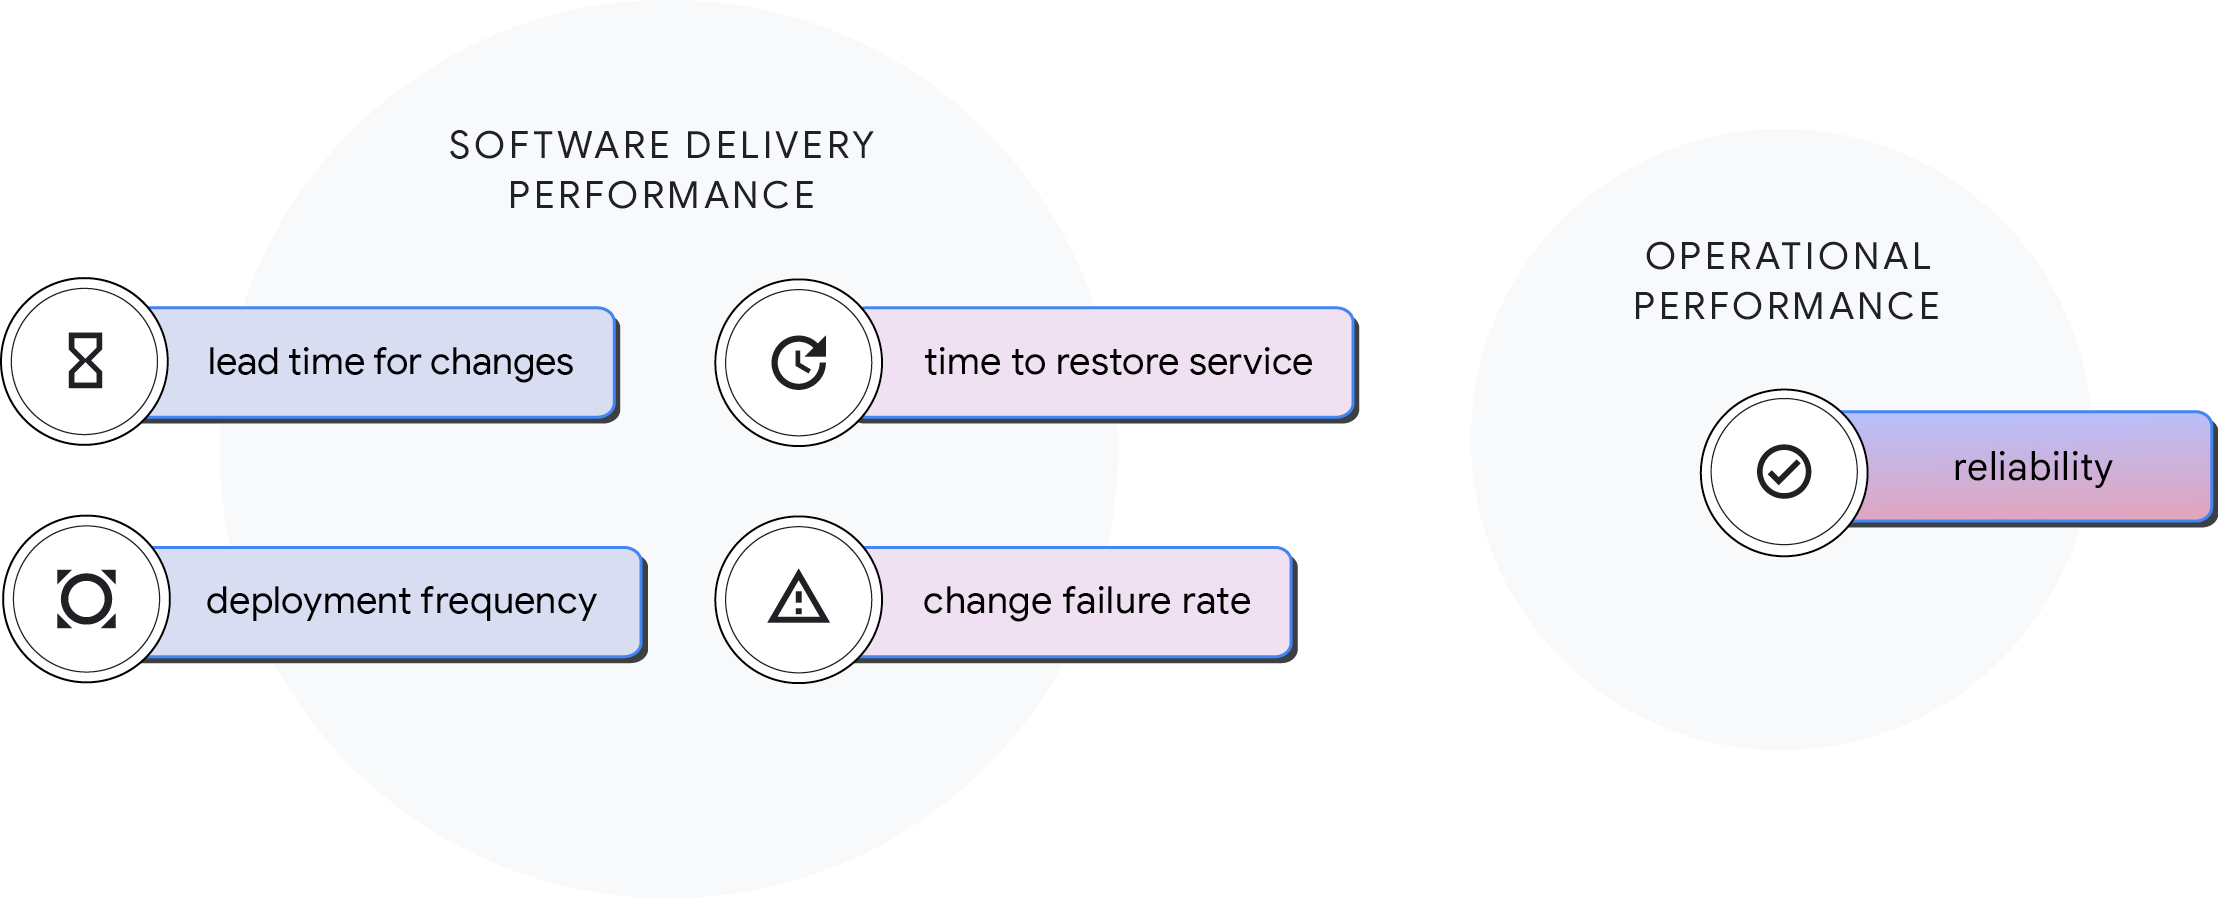 SOFTWARE DELIVERY
PERFORMANCE
lead time for changes
time to restore service
deployment frequency
change failure rate
OPERATIONAL
PERFORMANCE
reliability